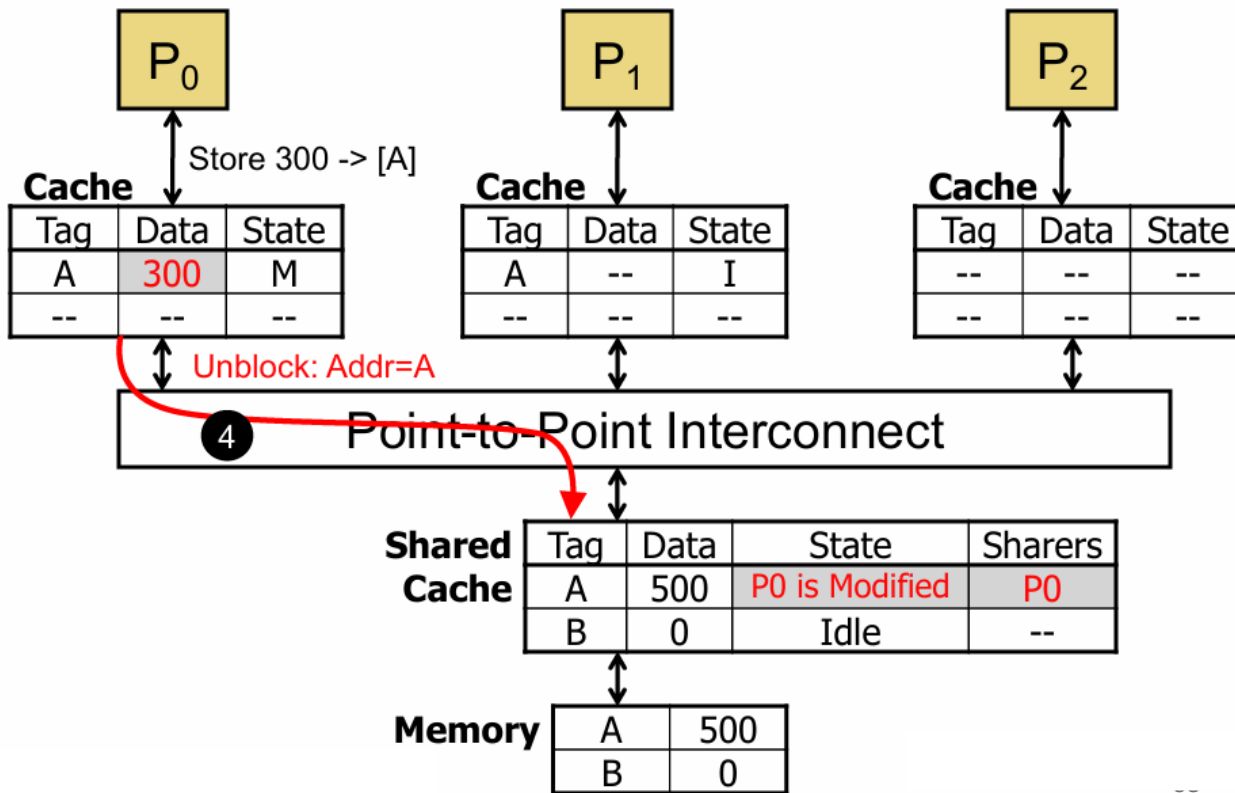 P0 P1 P2
Store 300 -> [A]
Cache Cache Cache
Tag Data State Tag Data State Tag Data State
A 300 M A -- I -- -- --
-- -- -- -- -- -- -- -- --
Unblock: Addr=A
4 Point-to-Point Interconnect
Shared Tag Data State Sharers
Cache A 500 P0 is Modified P0
B 0 Idle --
Memory A 500
B 0